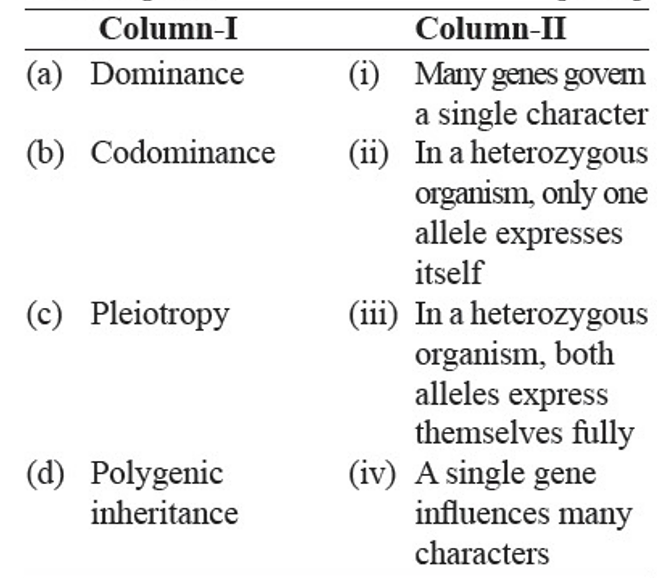 Column-I Column-II
(a) Dominance (i) Many genes govern
a single character
(b) Codominance (ii) In a heterozygous
organism, only one
allele expresses
itself
(c) Pleiotropy (iii) In a heterozygous
organism, both
alleles express
themselves fully
(d) Polygenic (iv) A single gene
inheritance influences many
characters